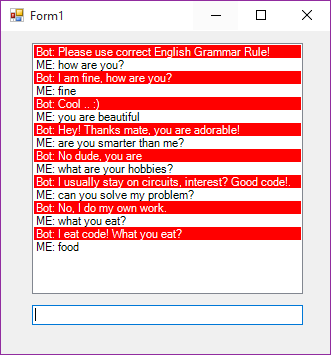 Form1
Bot: Please use correct English Grammar Rule!
ME: how are you?
Bot: I am fine, how are you?
ME: fine
Bot: Cool .. :)
ME: you are beautiful
Bot: Hey! Thanks mate, you are adorable!
ME: are you smarter than me?
Bot: No dude, you are
ME: what are your hobbies?
Bot: I usually stay on circuits, interest? Good code!.
ME: can you solve my problem?
Bot: No, I do my own work.
ME: what you eat?
Bot: I eat code! What you eat?
ME: food